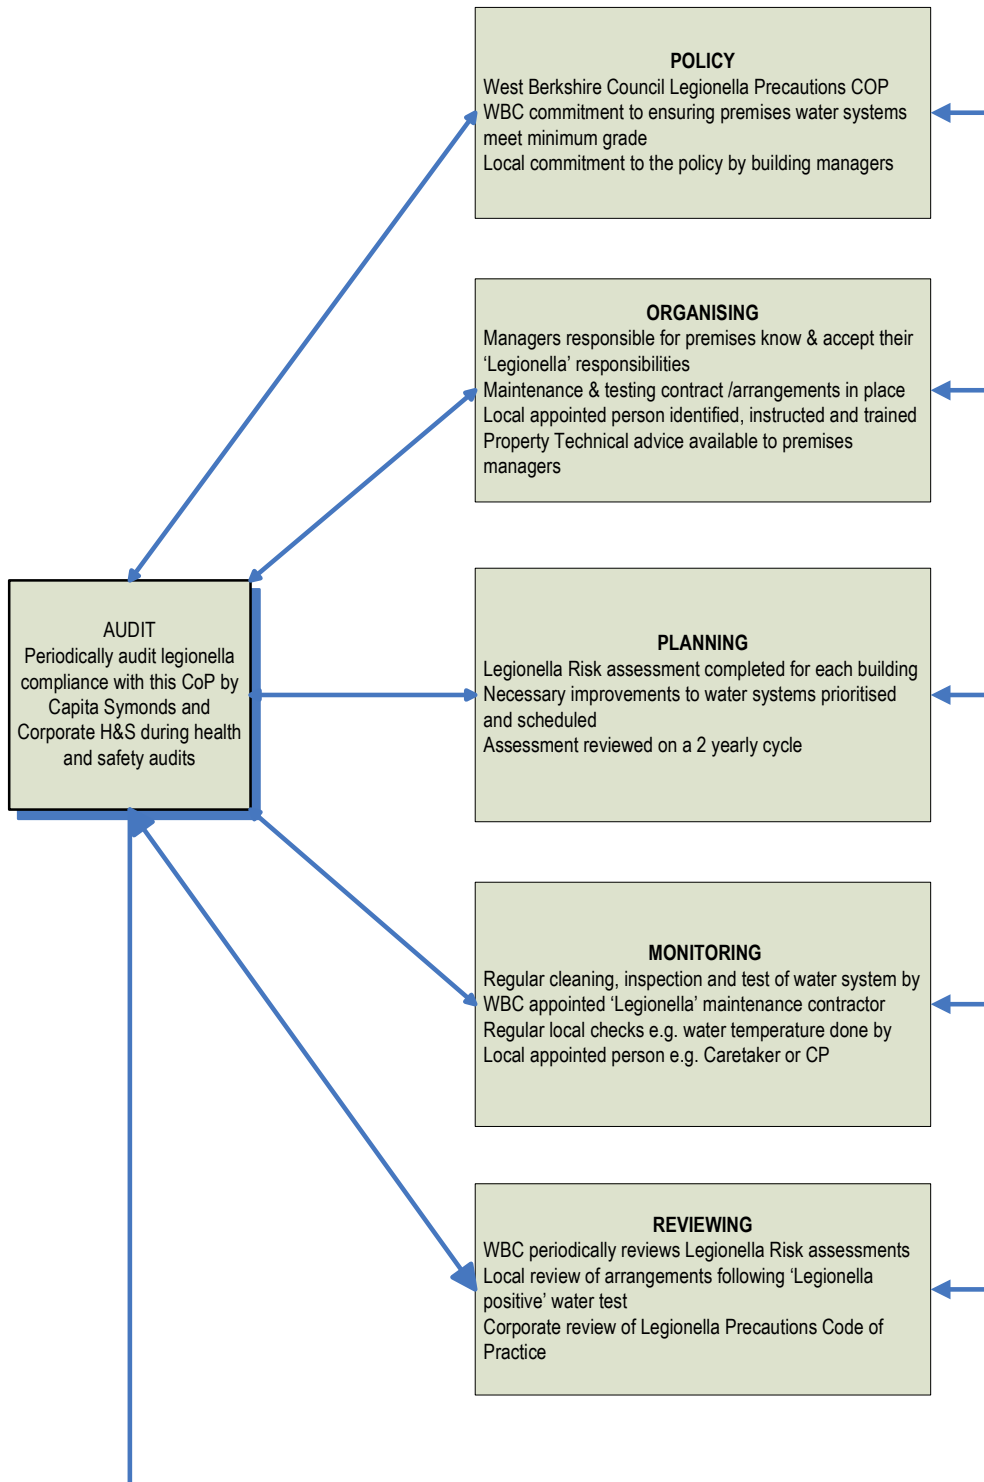 POLICY
West Berkshire Council Legionella Precautions COP
WBC commitment to ensuring premises water systems
meet minimum grade
Local commitment to the policy by building managers
ORGANISING
Managers responsible for premises know & accept their
‘Legionella’ responsibilities
Maintenance & testing contract /arrangements in place
Local appointed person identified, instructed and trained
Property Technical advice available to premises
managers
AUDIT
Periodically audit legionella
compliance with this CoP by
Capita Symonds and
Corporate H&S during health
and safety audits
PLANNING
Legionella Risk assessment completed for each building
Necessary improvements to water systems prioritised
and scheduled
Assessment reviewed on a 2 yearly cycle
MONITORING
Regular cleaning, inspection and test of water system by
WBC appointed ‘Legionella’ maintenance contractor
Regular local checks e.g. water temperature done by
Local appointed person e.g. Caretaker or CP
REVIEWING
WBC periodically reviews Legionella Risk assessments
Local review of arrangements following ‘Legionella
positive’ water test
Corporate review of Legionella Precautions Code of
Practice